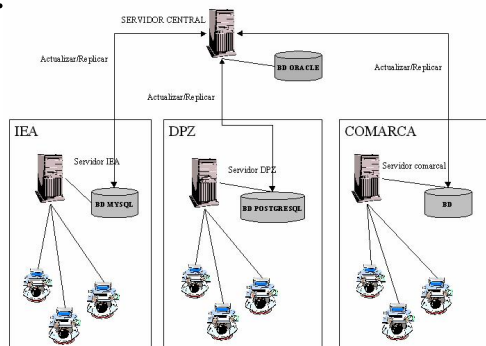 SERVIDOR CENTRAL
BD ORACLE
Actualizar/Replicar
Actualizar/Replicar
Actualizar/Replicar
IEA
DPZ
COMARCA
Servidor IEA
Servidor DPZ
Servidor comarcal
BD MYSQL
BD POSTGRESQL
BD